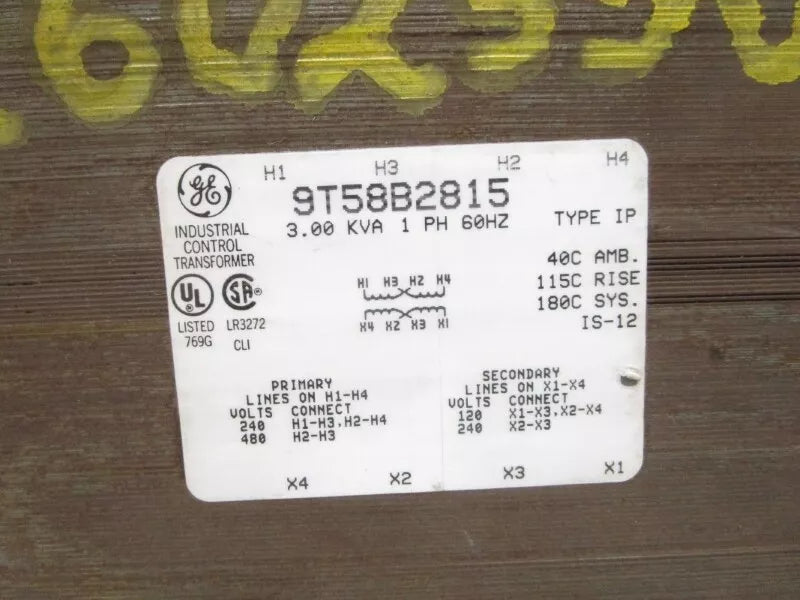 H1 H3 H2 H4
GE
9T58B2815
3.00 KVA 1 PH 60HZ TYPE IP
INDUSTRIAL
CONTROL
TRANSFORMER
40C AMB.
115C RISE
180C SYS.
IS-12
UL SA
LISTED LR3272
769G CLI
H1 H3 H2 H4
X4 X2 X3 X1
PRIMARY
LINES ON H1-H4
VOLTS CONNECT
240 H1-H3,H2-H4
480 H2-H3
SECONDARY
LINES ON X1-X4
VOLTS CONNECT
120 X1-X3,X2-X4
240 X2-X3
X4 X2 X3 X1